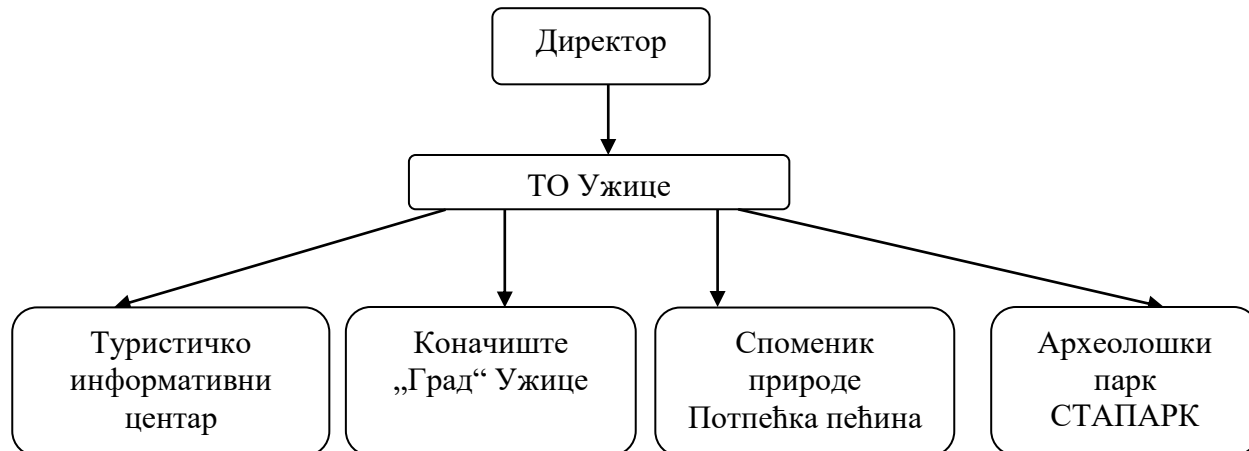 Директор
ТО Ужице
Туристичко
информативни
центар
Коначиште
„Град“ Ужице
Споменик
природе
Потпећка пећина
Археолошки
парк
СТАПАРК